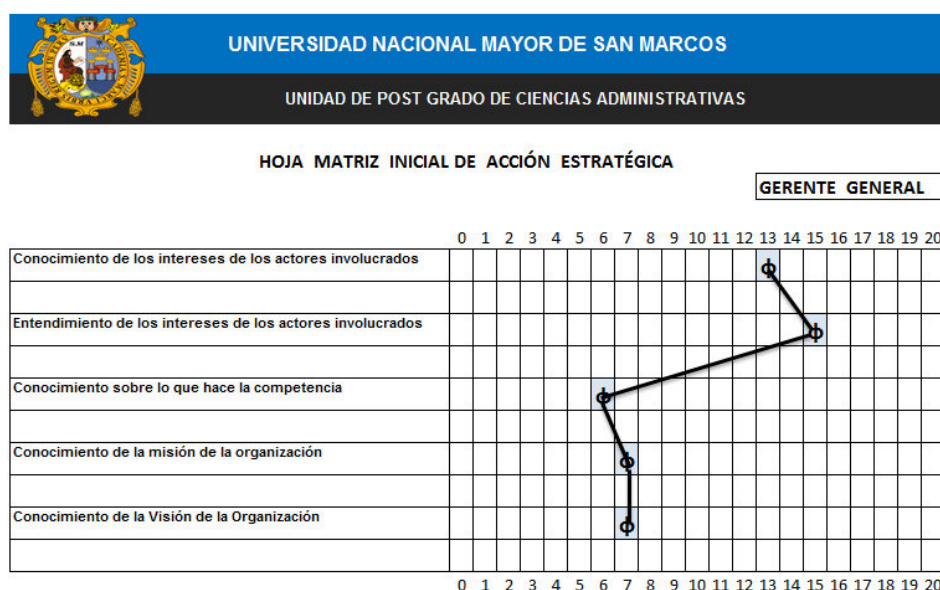 UNIVERSIDAD NACIONAL MAYOR DE SAN MARCOS
UNIDAD DE POST GRADO DE CIENCIAS ADMINISTRATIVAS
HOJA MATRIZ INICIAL DE ACCIÓN ESTRATÉGICA
GERENTE GENERAL
0 1 2 3 4 5 6 7 8 9 10 11 12 13 14 15 16 17 18 19 20
Conocimiento de los intereses de los actores involucrados
ф
Entendimiento de los intereses de los actores involucrados
ф
Conocimiento sobre lo que hace la competencia
ф
Conocimiento de la misión de la organización
ф
Conocimiento de la Visión de la Organización
ф
0 1 2 3 4 5 6 7 8 9 10 11 12 13 14 15 16 17 18 19 20